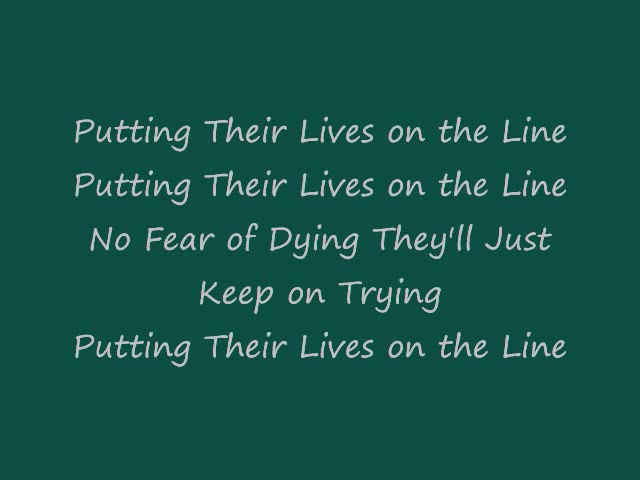 Putting Their Lives on the Line
Putting Their Lives on the Line
No Fear of Dying They'll Just
Keep on Trying
Putting Their Lives on the Line